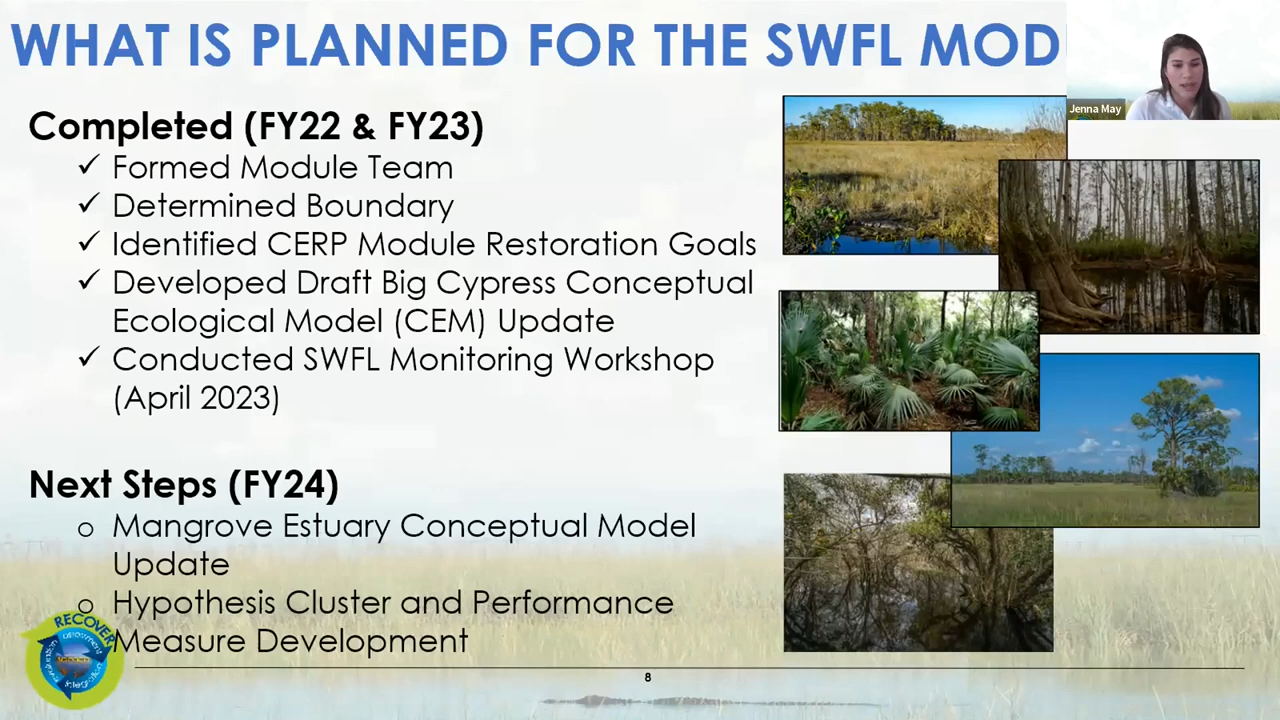 WHAT IS PLANNED FOR THE SWFL MOD
Jenna May
Completed (FY22 & FY23)
✓ Formed Module Team
✓ Determined Boundary
✓ Identified CERP Module Restoration Goals
✓ Developed Draft Big Cypress Conceptual
Ecological Model (CEM) Update
✓ Conducted SWFL Monitoring Workshop
(April 2023)
Next Steps (FY24)
o Mangrove Estuary Conceptual Model
Update
o Hypothesis Cluster and Performance
Measure Development
RECOVER
8